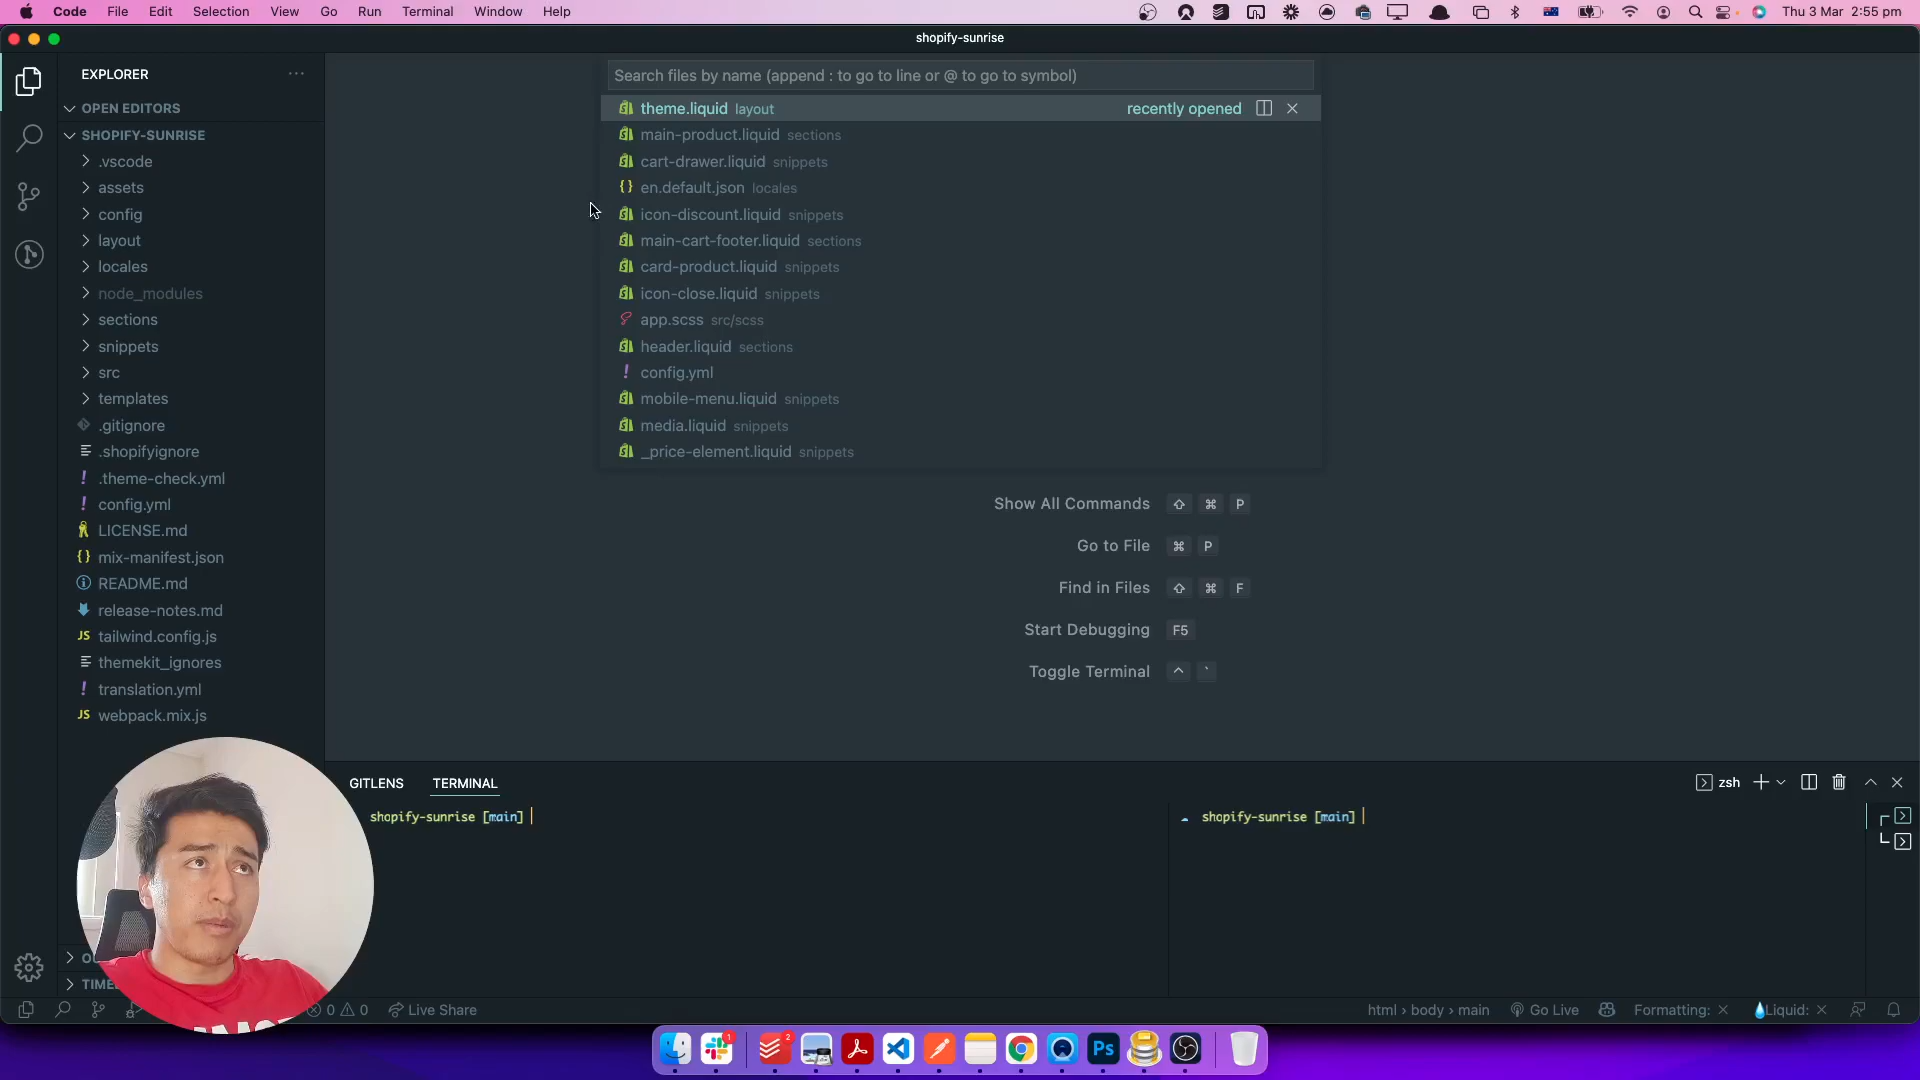 Code File Edit Selection View Go Run Terminal Window Help
Thu 3 Mar 2:55 pm
shopify-sunrise
EXPLORER
OPEN EDITORS
SHOPIFY-SUNRISE
.vscode
assets
config
layout
locales
node_modules
sections
snippets
src
templates
.gitignore
.shopifyignore
! .theme-check.yml
! config.yml
LICENSE.md
{} mix-manifest.json
README.md
release-notes.md
JS tailwind.config.js
themekit_ignores
! translation.yml
JS webpack.mix.js
Search files by name (append : to go to line or @ to go to symbol)
theme.liquid layout recently opened
main-product.liquid sections
cart-drawer.liquid snippets
{} en.default.json locales
icon-discount.liquid snippets
main-cart-footer.liquid sections
card-product.liquid snippets
icon-close.liquid snippets
app.scss src/scss
header.liquid sections
! config.yml
mobile-menu.liquid snippets
media.liquid snippets
_price-element.liquid snippets
Show All Commands ⇧ ⌘ P
Go to File ⌘ P
Find in Files ⇧ ⌘ F
Start Debugging F5
Toggle Terminal ^ `
GITLENS TERMINAL
zsh
shopify-sunrise [main]
shopify-sunrise [main]
TIME
0 0 Live Share
html › body › main Go Live Formatting: × Liquid: ×
1
2
Ps